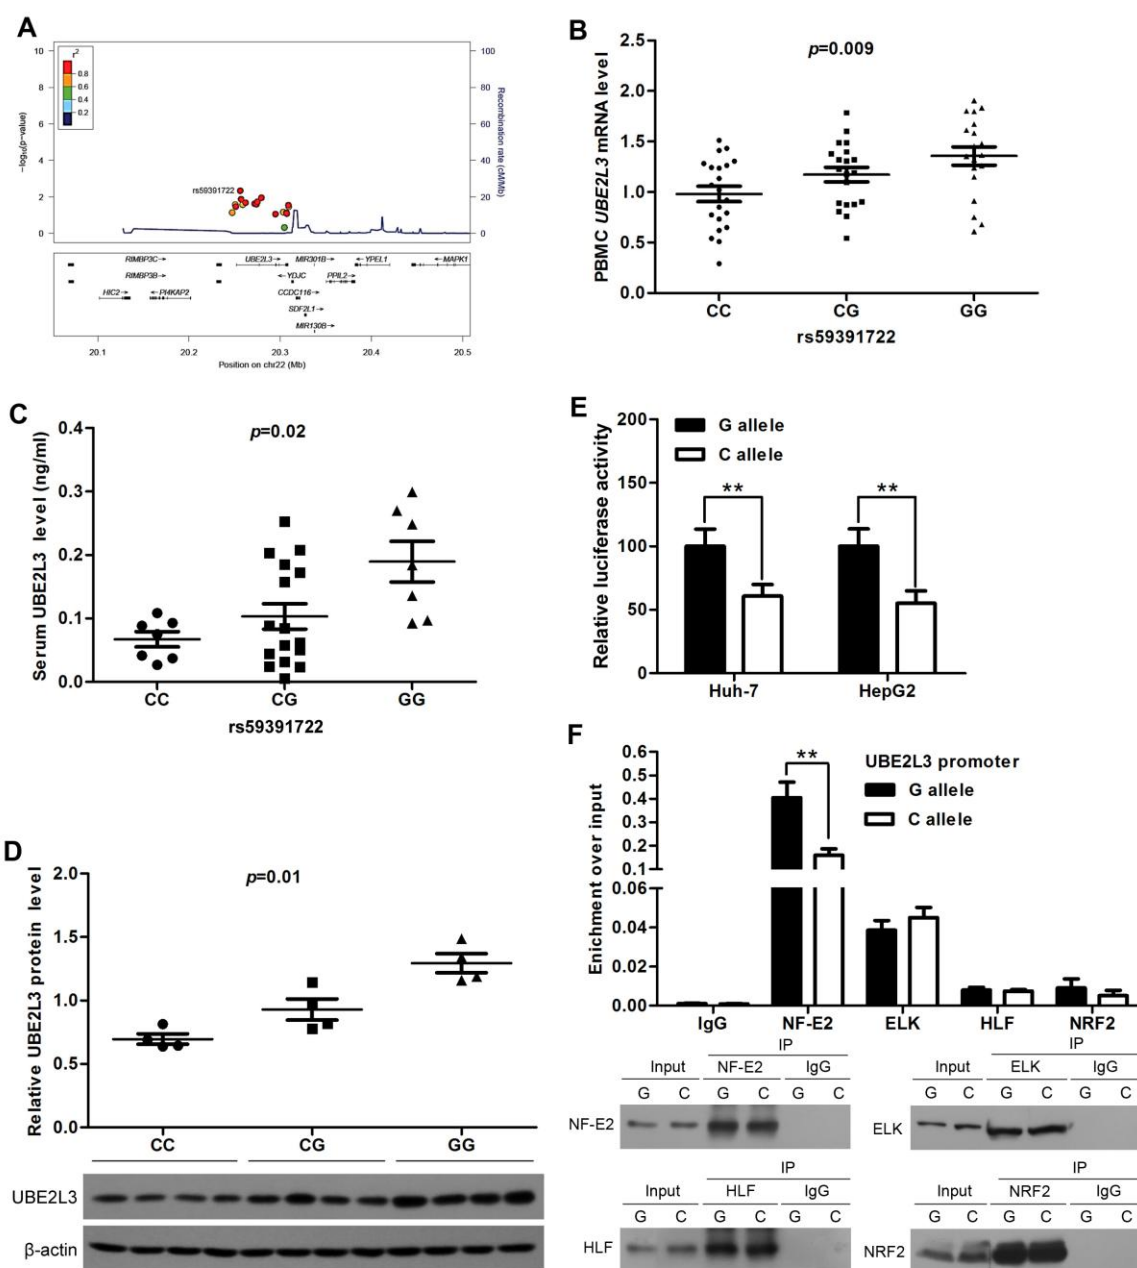 A
r²
0.8
0.6
0.4
0.2
10
8
6
4
2
0
−log₁₀(p-value)
100
80
60
40
20
0
Recombination rate (cM/Mb)
rs59391722
RIMBP3C→
UBE2L3→
MIR301B→
←YPEL1
←MAPK1
RIMBP3B→
←YDJC
PPIL2→
HIC2→
←PI4KAP2
CCDC116→
SDF2L1→
MIR130B→
20.1
20.2
20.3
20.4
20.5
Position on chr22 (Mb)
B
p=0.009
PBMC UBE2L3 mRNA level
2.5
2.0
1.5
1.0
0.5
0.0
CC
CG
GG
rs59391722
C
p=0.02
Serum UBE2L3 level (ng/ml)
0.4
0.3
0.2
0.1
0.0
CC
CG
GG
rs59391722
D
p=0.01
Relative UBE2L3 protein level
2.0
1.5
1.0
0.5
0.0
CC
CG
GG
UBE2L3
β-actin
E
Relative luciferase activity
200
150
100
50
0
G allele
C allele
**
**
Huh-7
HepG2
F
Enichment over input
0.6
0.5
0.4
0.3
0.2
0.1
0.06
0.04
0.02
0.00
**
UBE2L3 promoter
G allele
C allele
IgG
NF-E2
ELK
HLF
NRF2
IP
Input
NF-E2
IgG
G C G C G C
NF-E2
IP
Input
ELK
IgG
G C G C G C
ELK
IP
Input
HLF
IgG
G C G C G C
HLF
IP
Input
NRF2
IgG
G C G C G C
NRF2